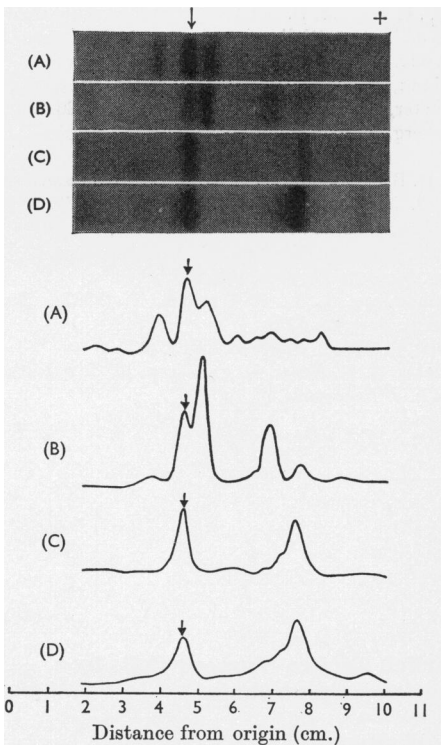 ↓ +
(A)
(B)
(C)
(D)
(A)
(B)
(C)
(D)
0 1 2 3 4 5 6 7 8 9 10 11
Distance from origin (cm.)